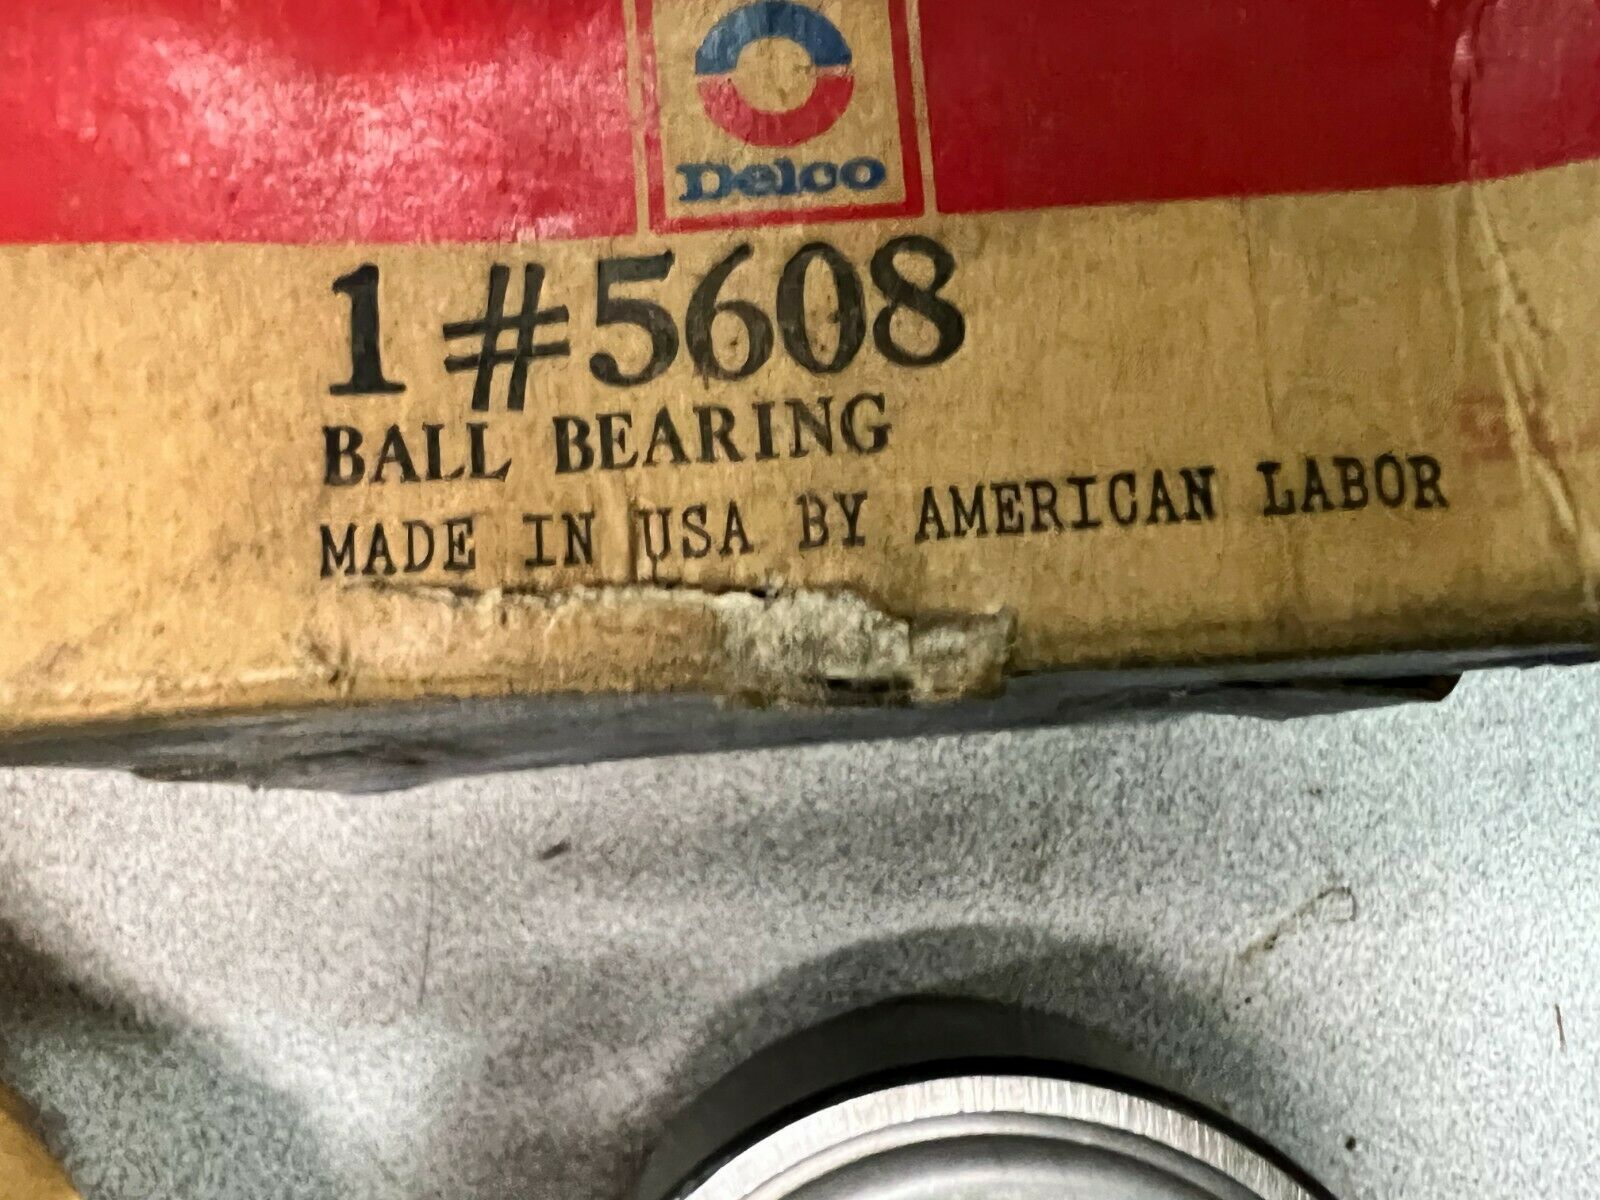 Delco
1 #5608
BALL BEARING
MADE IN USA BY AMERICAN LABOR